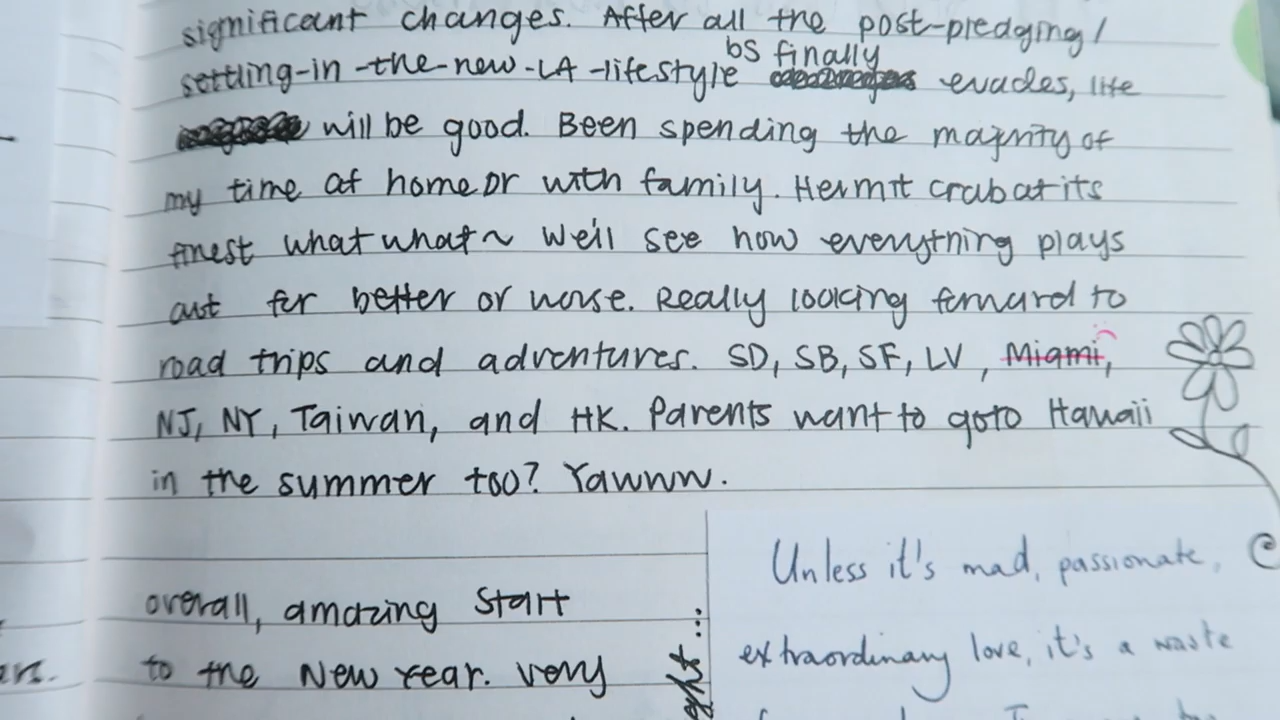 significant changes. After all the post-pledging/
settling-in-the-new-LA-lifestyle bs finally evades, life
will be good. Been spending the majority of
my time at home or with family. Hermit crab at its
finest what what~ We'll see how everything plays
out for better or worse. Really looking forward to
road trips and adventures. SD, SB, SF, LV, Miami,
NJ, NY, Taiwan, and HK. Parents want to goto Hawaii
in the summer too? Yawnn.
overall, amazing start
to the New Year. very
Unless it's mad, passionate,
extraordinary love, it's a waste